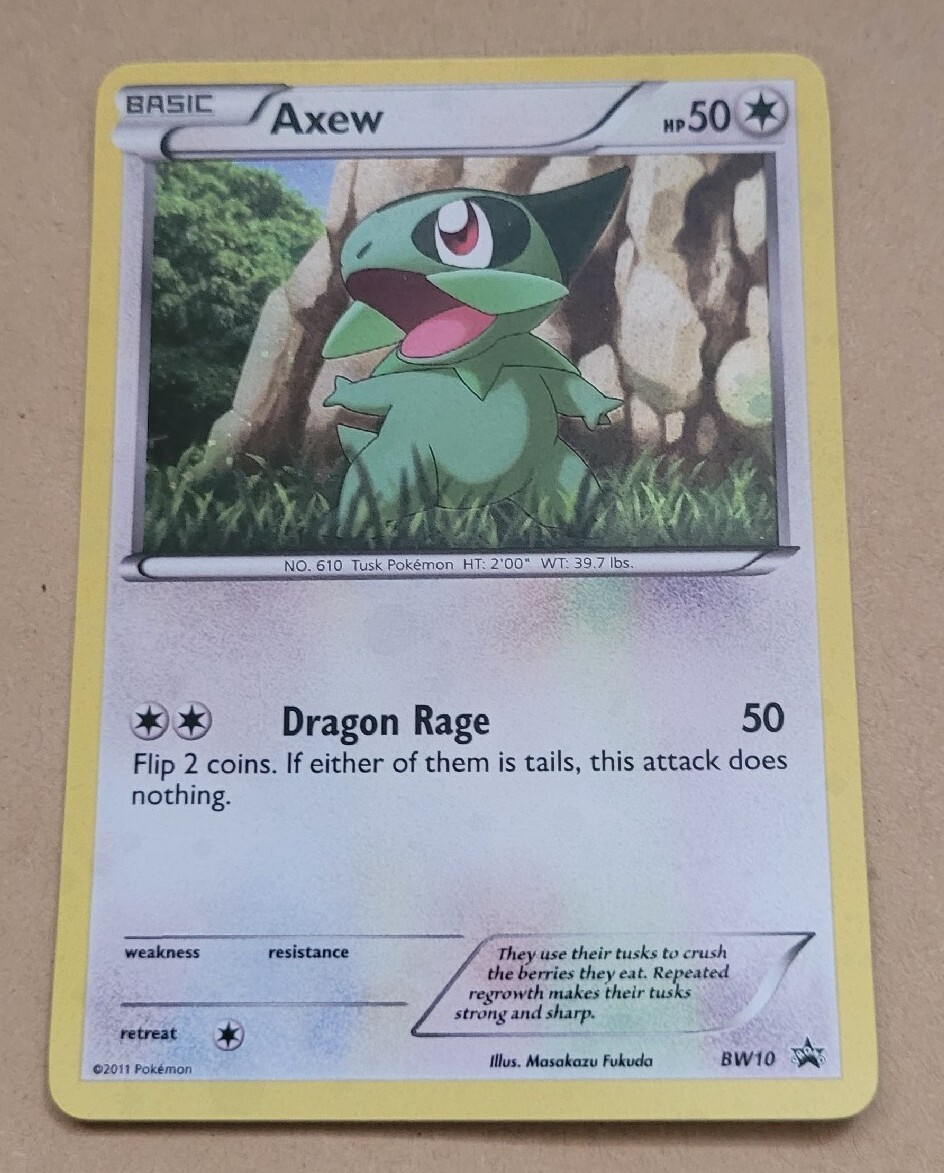 BASIC Axew HP50
NO. 610 Tusk Pokémon HT: 2'00" WT: 39.7 lbs.
Dragon Rage 50
Flip 2 coins. If either of them is tails, this attack does
nothing.
weakness resistance
They use their tusks to crush
the berries they eat. Repeated
regrowth makes their tusks
strong and sharp.
retreat
©2011 Pokémon
Illus. Masakazu Fukuda
BW10